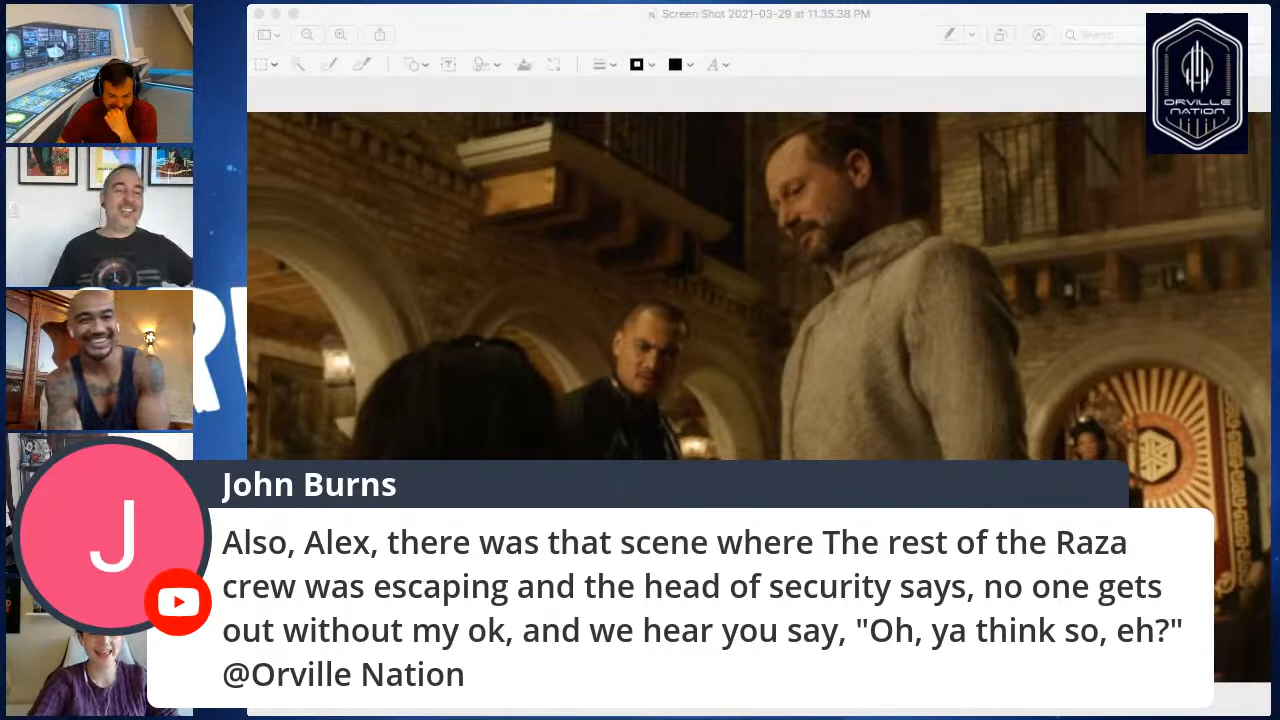 Screen Shot 2021-03-29 at 11.35.38 PM
Search
ORVILLE
NATION
John Burns
J
Also, Alex, there was that scene where The rest of the Raza
crew was escaping and the head of security says, no one gets
out without my ok, and we hear you say, "Oh, ya think so, eh?"
@Orville Nation